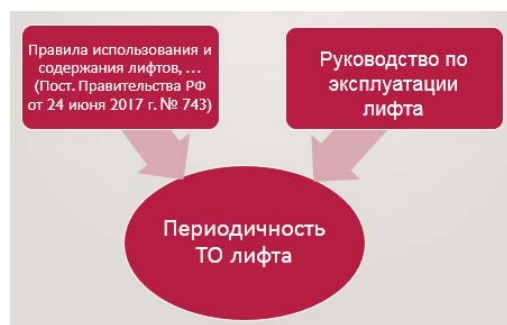 Правила использования и
содержания лифтов, ...
(Пост. Правительства РФ
от 24 июня 2017 г. № 743)
Руководство по
эксплуатации
лифта
Периодичность
ТО лифта